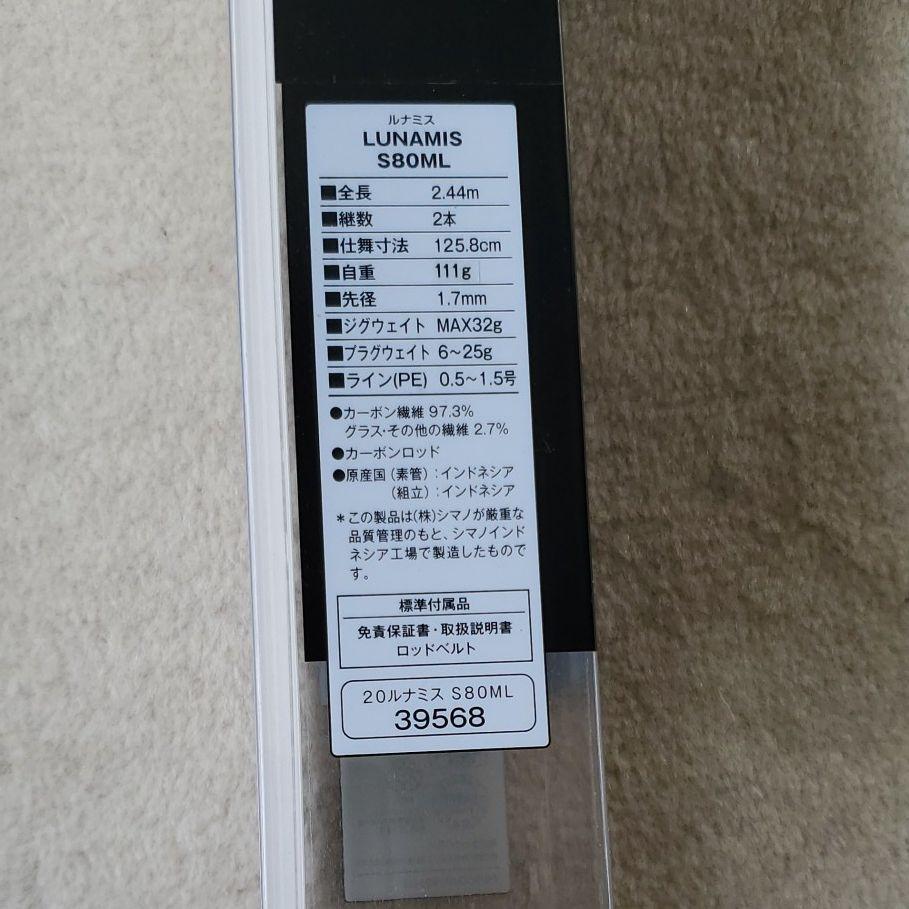 ルナミス
LUNAMIS
S80ML
■全長 2.44m
■継数 2本
■仕舞寸法 125.8cm
■自重 111g
■先径 1.7mm
■ジグウェイト MAX32g
■プラグウェイト 6~25g
■ライン(PE) 0.5~1.5号
●カーボン繊維 97.3%
グラス・その他の繊維 2.7%
●カーボンロッド
●原産国(素管):インドネシア
(組立):インドネシア
*この製品は(株)シマノが厳重な
品質管理のもと、シマノインド
ネシア工場で製造したもので
す。
標準付属品
免責保証書・取扱説明書
ロッドベルト
20ルナミス S80ML
39568